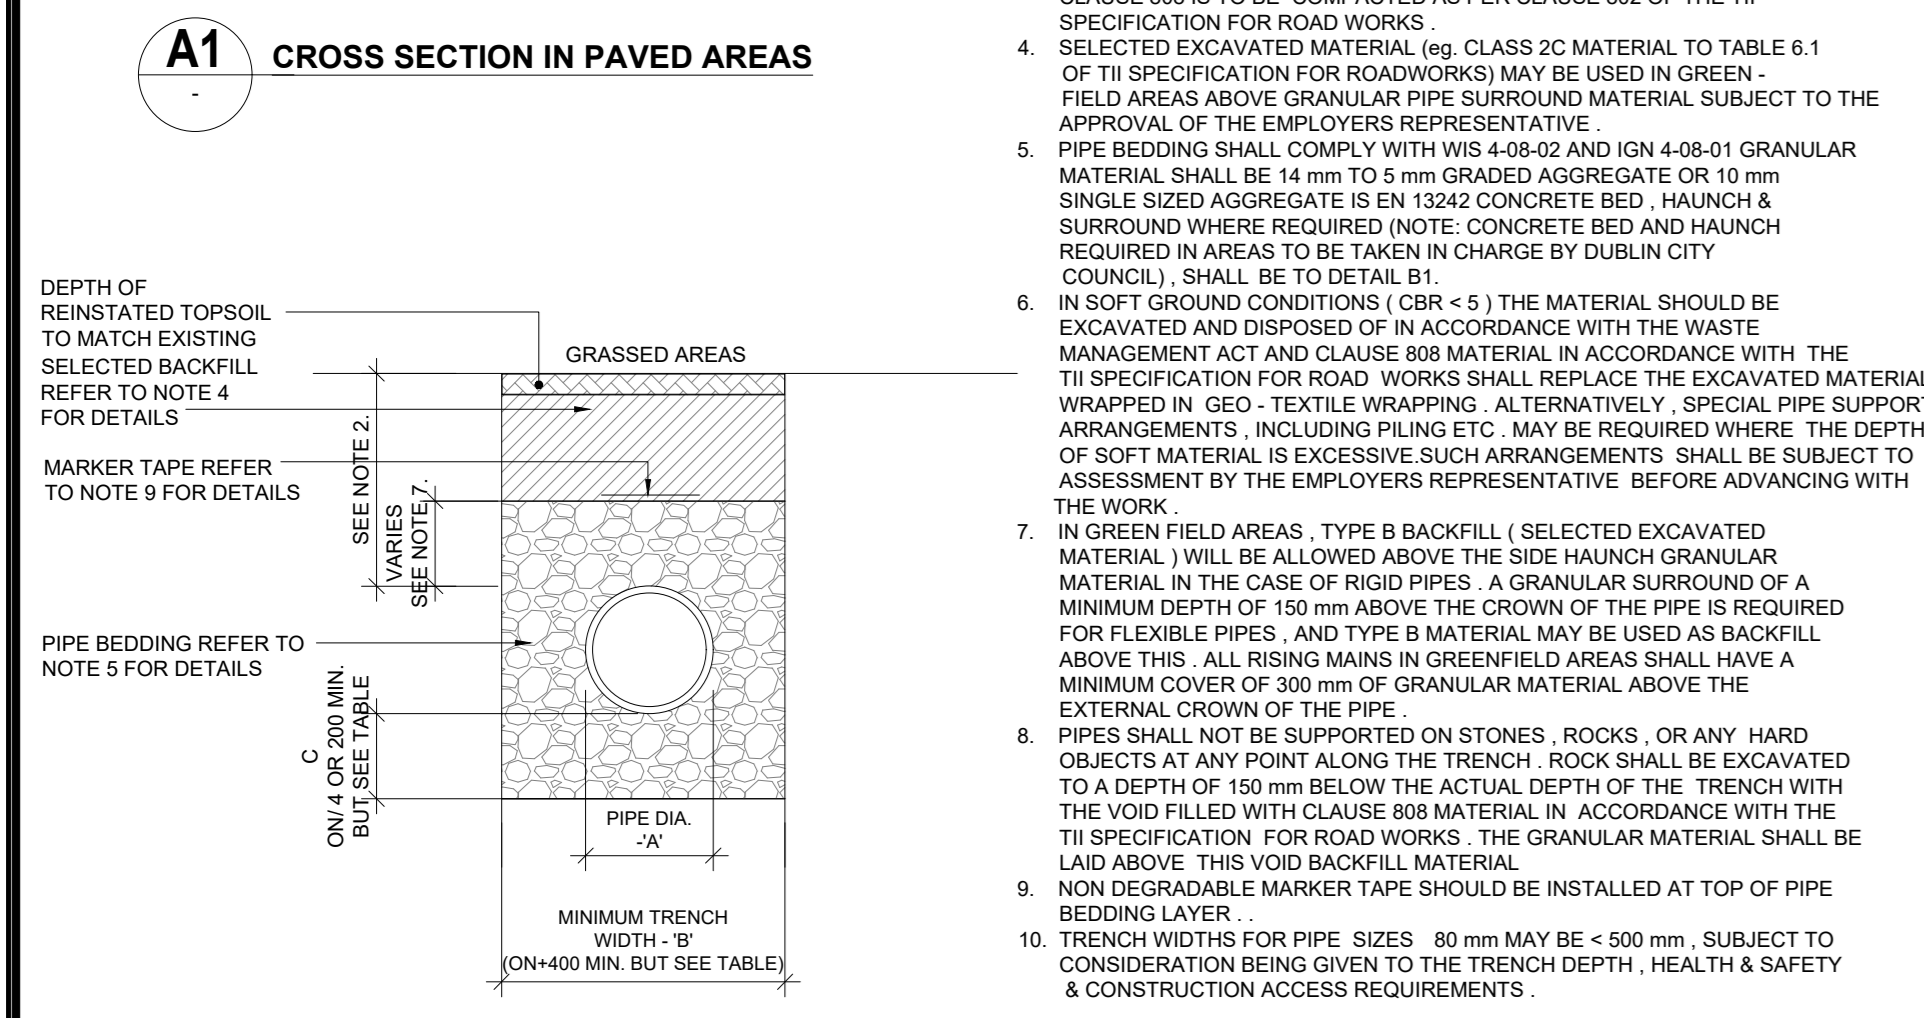 A1
-
CROSS SECTION IN PAVED AREAS
DEPTH OF
REINSTATED TOPSOIL
TO MATCH EXISTING
SELECTED BACKFILL
REFER TO NOTE 4
FOR DETAILS
MARKER TAPE REFER
TO NOTE 9 FOR DETAILS
PIPE BEDDING REFER TO
NOTE 5 FOR DETAILS
GRASSED AREAS
SEE NOTE 2.
VARIES
SEE NOTE 7.
C
ON/ 4 OR 200 MIN.
BUT SEE TABLE
PIPE DIA.
-'A'
MINIMUM TRENCH
WIDTH - 'B'
(ON+400 MIN. BUT SEE TABLE)
SPECIFICATION FOR ROAD WORKS .
4. SELECTED EXCAVATED MATERIAL (eg. CLASS 2C MATERIAL TO TABLE 6.1
OF TII SPECIFICATION FOR ROADWORKS) MAY BE USED IN GREEN -
FIELD AREAS ABOVE GRANULAR PIPE SURROUND MATERIAL SUBJECT TO THE
APPROVAL OF THE EMPLOYERS REPRESENTATIVE .
5. PIPE BEDDING SHALL COMPLY WITH WIS 4-08-02 AND IGN 4-08-01 GRANULAR
MATERIAL SHALL BE 14 mm TO 5 mm GRADED AGGREGATE OR 10 mm
SINGLE SIZED AGGREGATE IS EN 13242 CONCRETE BED , HAUNCH &
SURROUND WHERE REQUIRED (NOTE: CONCRETE BED AND HAUNCH
REQUIRED IN AREAS TO BE TAKEN IN CHARGE BY DUBLIN CITY
COUNCIL) , SHALL BE TO DETAIL B1.
6. IN SOFT GROUND CONDITIONS ( CBR < 5 ) THE MATERIAL SHOULD BE
EXCAVATED AND DISPOSED OF IN ACCORDANCE WITH THE WASTE
MANAGEMENT ACT AND CLAUSE 808 MATERIAL IN ACCORDANCE WITH THE
TII SPECIFICATION FOR ROAD WORKS SHALL REPLACE THE EXCAVATED MATERIAL
WRAPPED IN GEO - TEXTILE WRAPPING . ALTERNATIVELY , SPECIAL PIPE SUPPORT
ARRANGEMENTS , INCLUDING PILING ETC . MAY BE REQUIRED WHERE THE DEPTH
OF SOFT MATERIAL IS EXCESSIVE.SUCH ARRANGEMENTS SHALL BE SUBJECT TO
ASSESSMENT BY THE EMPLOYERS REPRESENTATIVE BEFORE ADVANCING WITH
THE WORK .
7. IN GREEN FIELD AREAS , TYPE B BACKFILL ( SELECTED EXCAVATED
MATERIAL ) WILL BE ALLOWED ABOVE THE SIDE HAUNCH GRANULAR
MATERIAL IN THE CASE OF RIGID PIPES . A GRANULAR SURROUND OF A
MINIMUM DEPTH OF 150 mm ABOVE THE CROWN OF THE PIPE IS REQUIRED
FOR FLEXIBLE PIPES , AND TYPE B MATERIAL MAY BE USED AS BACKFILL
ABOVE THIS . ALL RISING MAINS IN GREENFIELD AREAS SHALL HAVE A
MINIMUM COVER OF 300 mm OF GRANULAR MATERIAL ABOVE THE
EXTERNAL CROWN OF THE PIPE .
8. PIPES SHALL NOT BE SUPPORTED ON STONES , ROCKS , OR ANY HARD
OBJECTS AT ANY POINT ALONG THE TRENCH . ROCK SHALL BE EXCAVATED
TO A DEPTH OF 150 mm BELOW THE ACTUAL DEPTH OF THE TRENCH WITH
THE VOID FILLED WITH CLAUSE 808 MATERIAL IN ACCORDANCE WITH THE
TII SPECIFICATION FOR ROAD WORKS . THE GRANULAR MATERIAL SHALL BE
LAID ABOVE THIS VOID BACKFILL MATERIAL
9. NON DEGRADABLE MARKER TAPE SHOULD BE INSTALLED AT TOP OF PIPE
BEDDING LAYER . .
10. TRENCH WIDTHS FOR PIPE SIZES 80 mm MAY BE < 500 mm , SUBJECT TO
CONSIDERATION BEING GIVEN TO THE TRENCH DEPTH , HEALTH & SAFETY
& CONSTRUCTION ACCESS REQUIREMENTS .